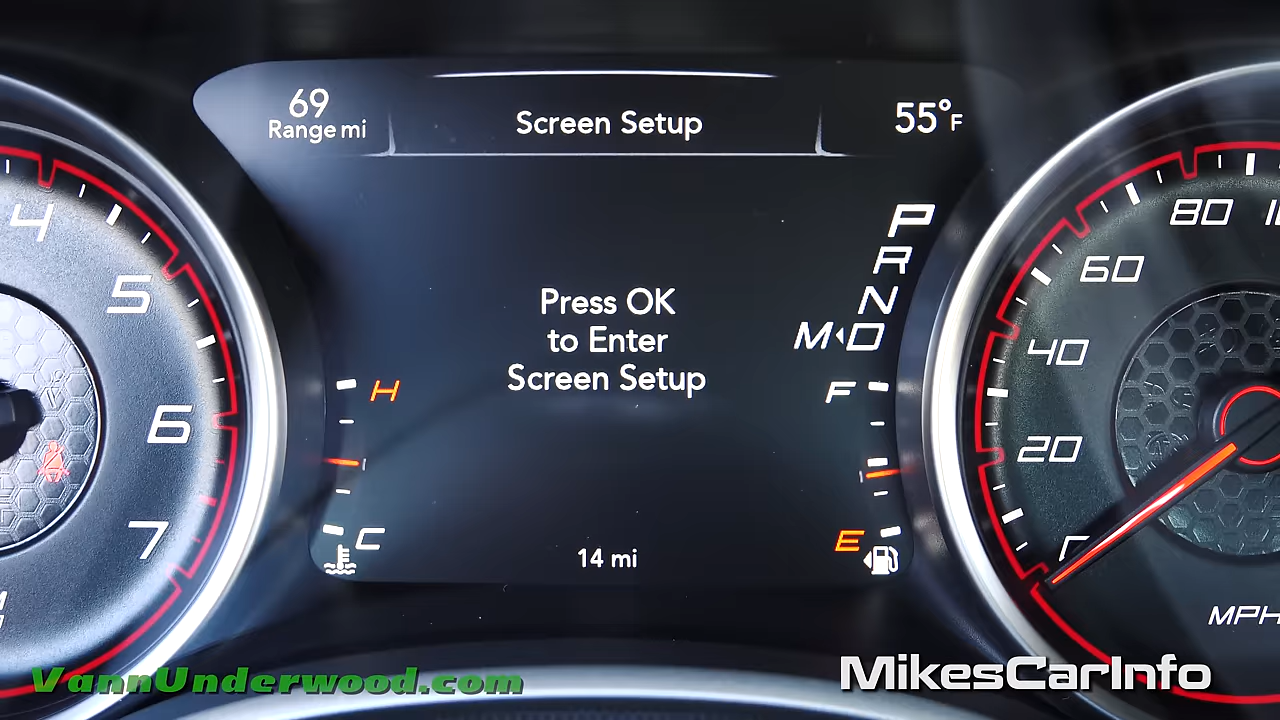 69
Range mi
Screen Setup
55°F
P
R
N
M◂D
Press OK
to Enter
Screen Setup
H
C
F
E
14 mi
4
5
6
7
20
40
60
80
MPH
VannUnderwood.com
MikesCarInfo